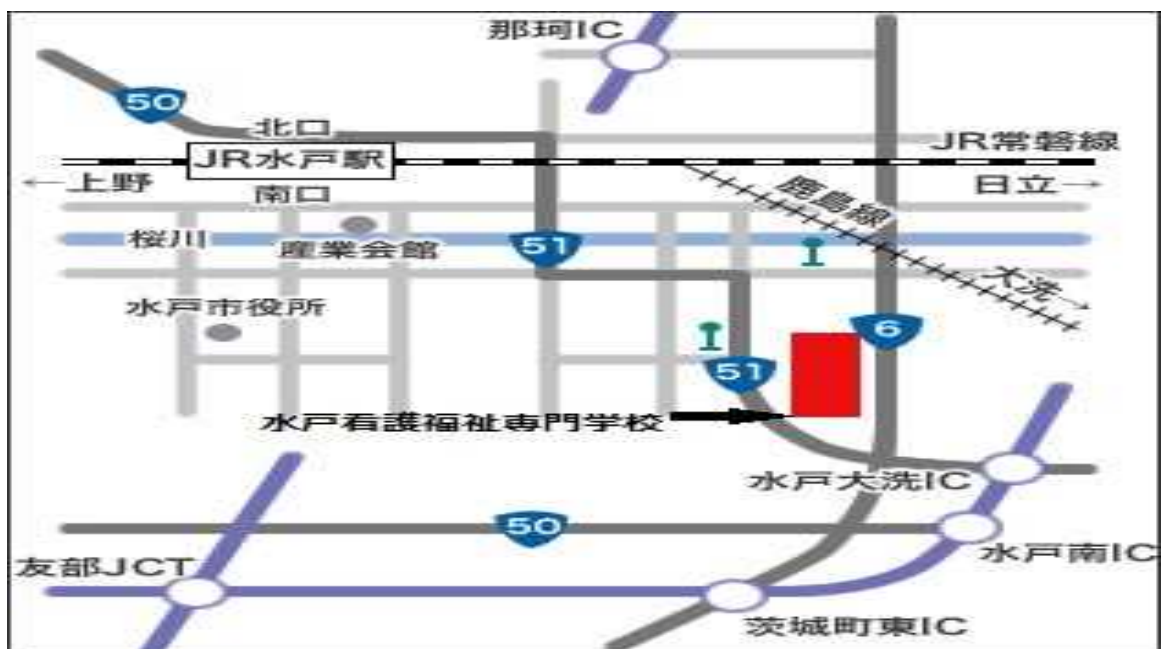 那珂IC
50
北口
JR水戸駅
JR常磐線
←上野
南口
鹿島線
日立→
桜川
産業会館
51
大洗→
水戸市役所
6
51
水戸看護福祉専門学校
水戸大洗IC
50
水戸南IC
友部JCT
茨城町東IC